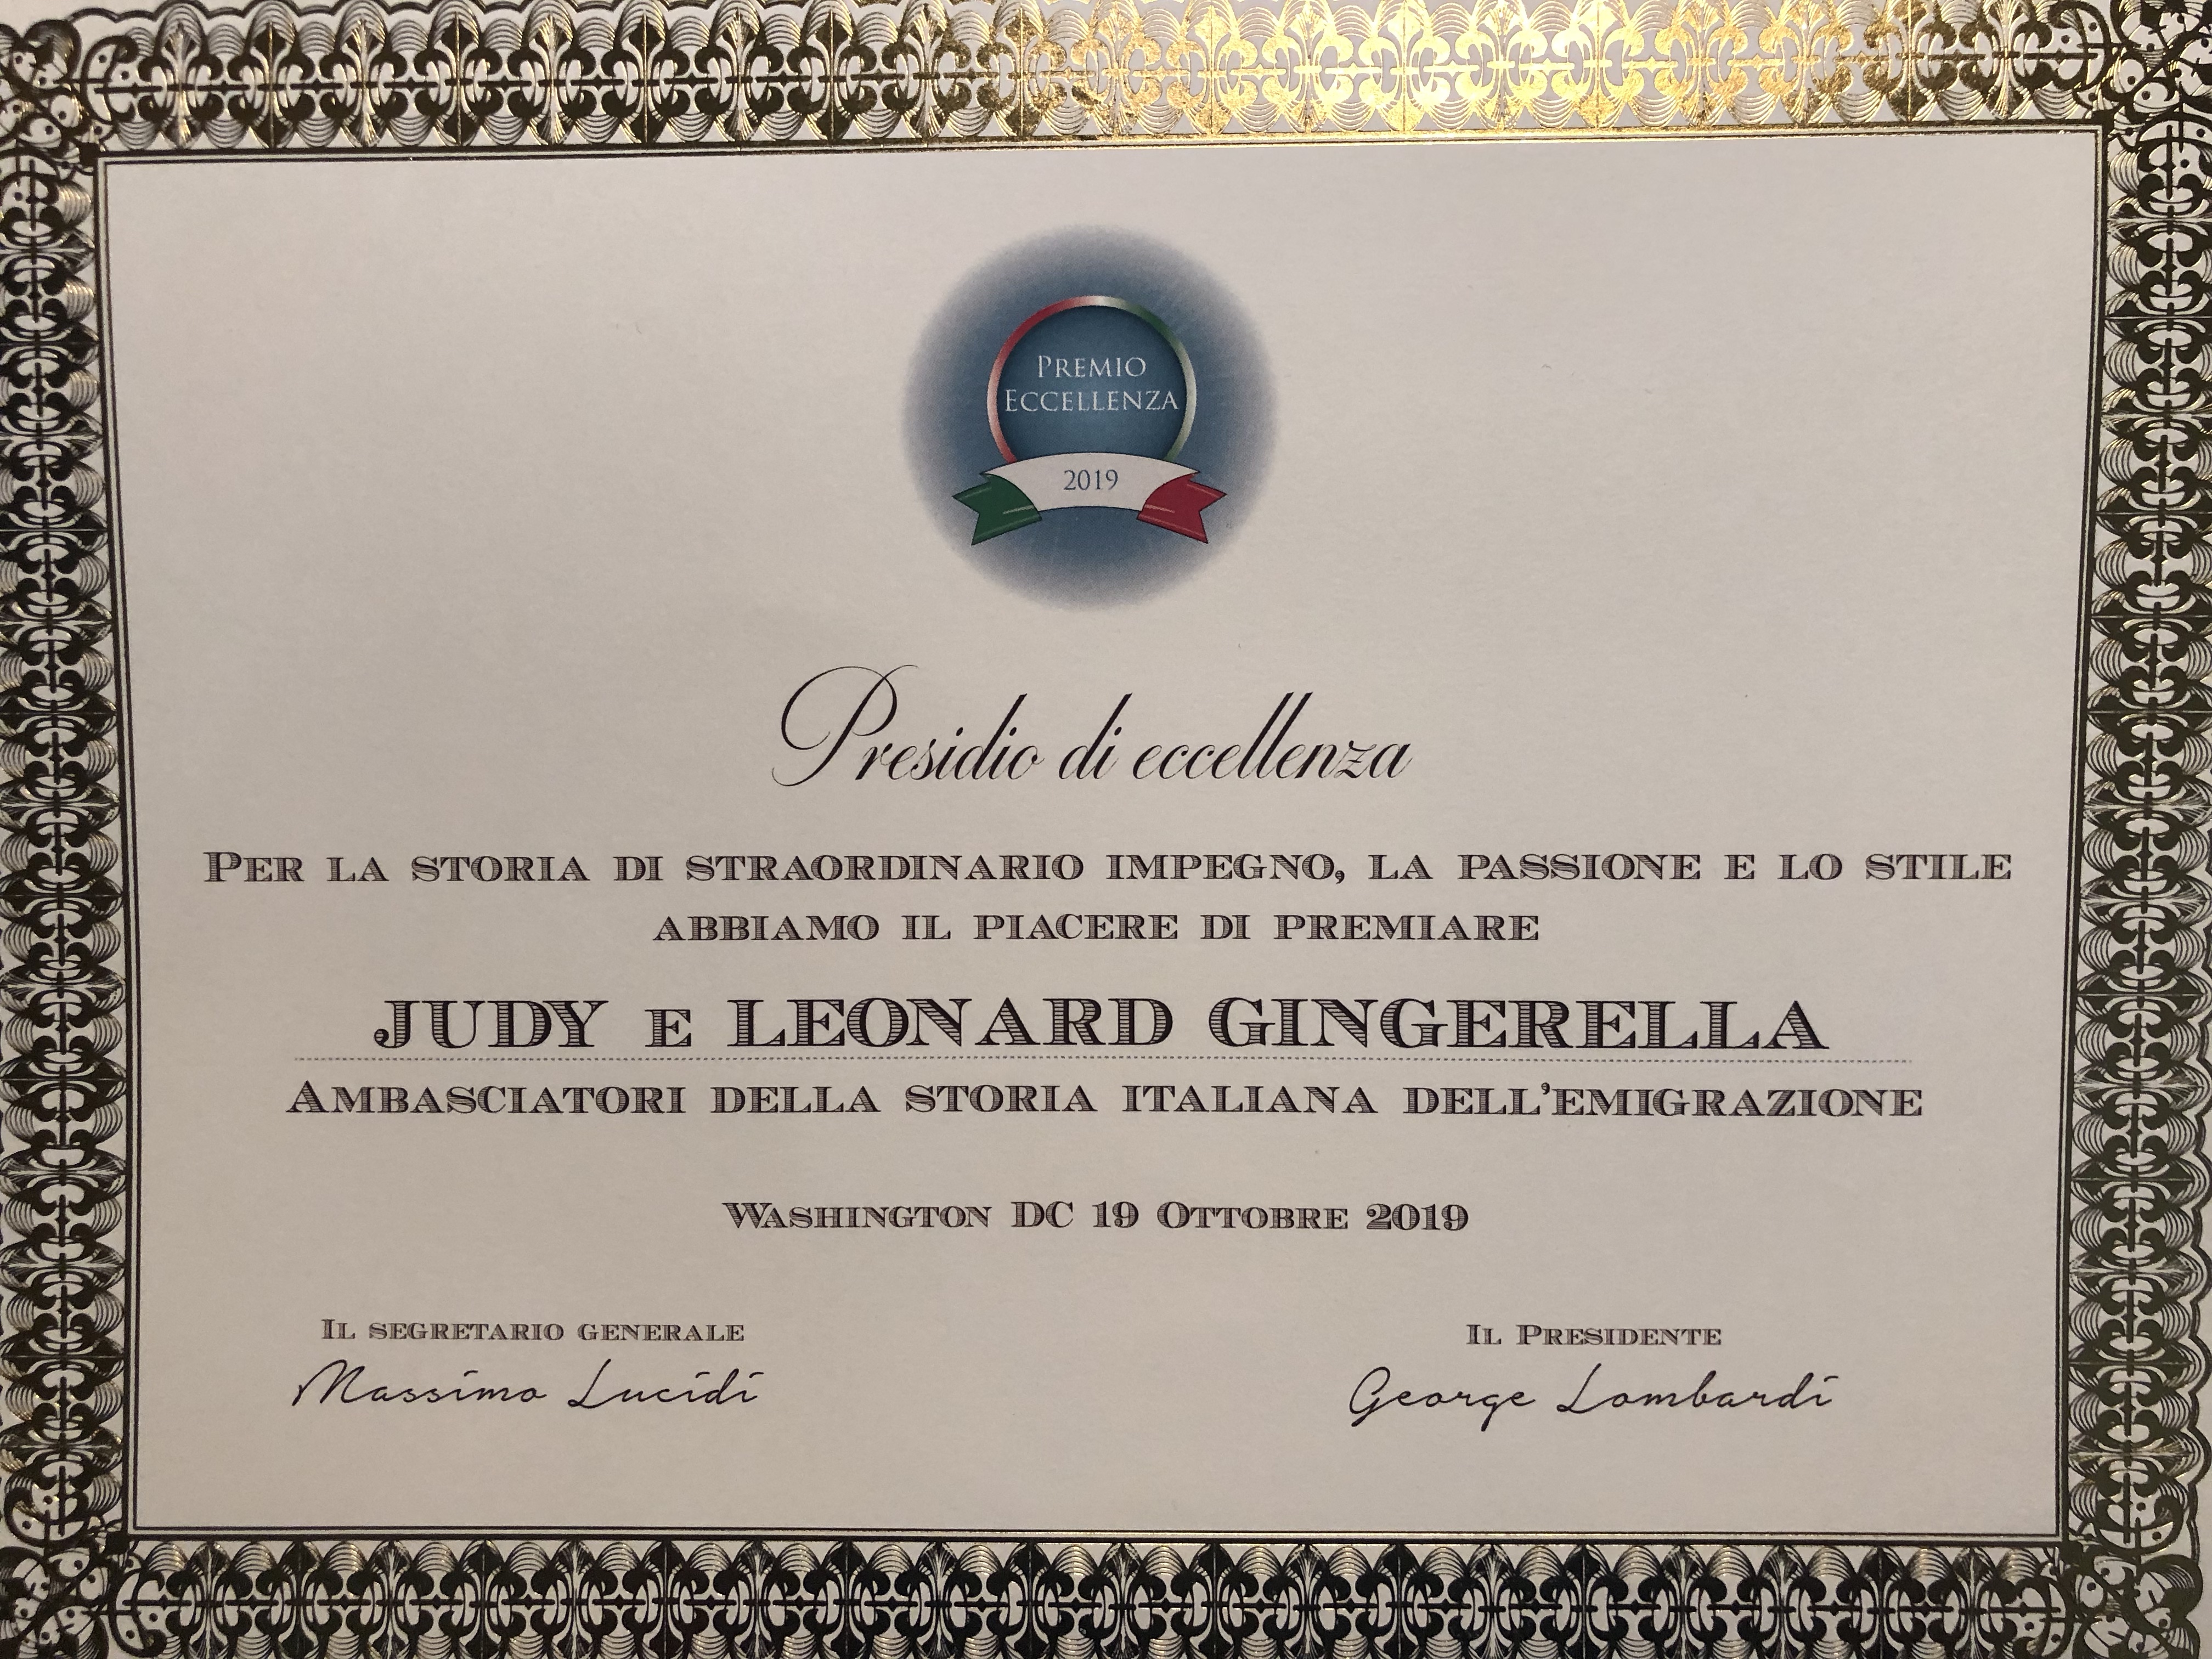 PREMIO
ECCELLENZA
2019
Presidio di eccellenza
PER LA STORIA DI STRAORDINARIO IMPEGNO, LA PASSIONE E LO STILE
ABBIAMO IL PIACERE DI PREMIARE
JUDY E LEONARD GINGERELLA
AMBASCIATORI DELLA STORIA ITALIANA DELL'EMIGRAZIONE
WASHINGTON DC 19 OTTOBRE 2019
IL SEGRETARIO GENERALE
Massimo Lucidi
IL PRESIDENTE
George Lombardi